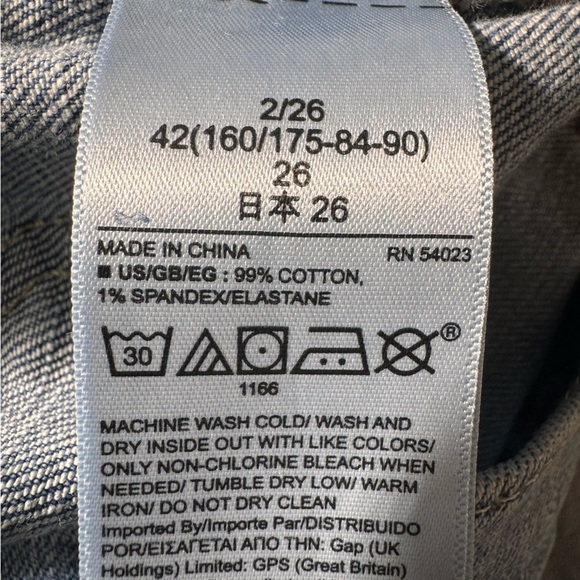 2/26
42(160/175-84-90)
26
日本 26
MADE IN CHINA RN 54023
■ US/GB/EG : 99% COTTON,
1% SPANDEX/ELASTANE
30 ®
1166
MACHINE WASH COLD/ WASH AND
DRY INSIDE OUT WITH LIKE COLORS/
ONLY NON-CHLORINE BLEACH WHEN
NEEDED/ TUMBLE DRY LOW/ WARM
IRON/ DO NOT DRY CLEAN
Imported By/Importe Par/DISTRIBUIDO
POR/ΕΙΣΑΓΕΤΑΙ ΑΠΟ ΤΗΝ: Gap (UK
Holdings) Limited: GPS (Great Britain)